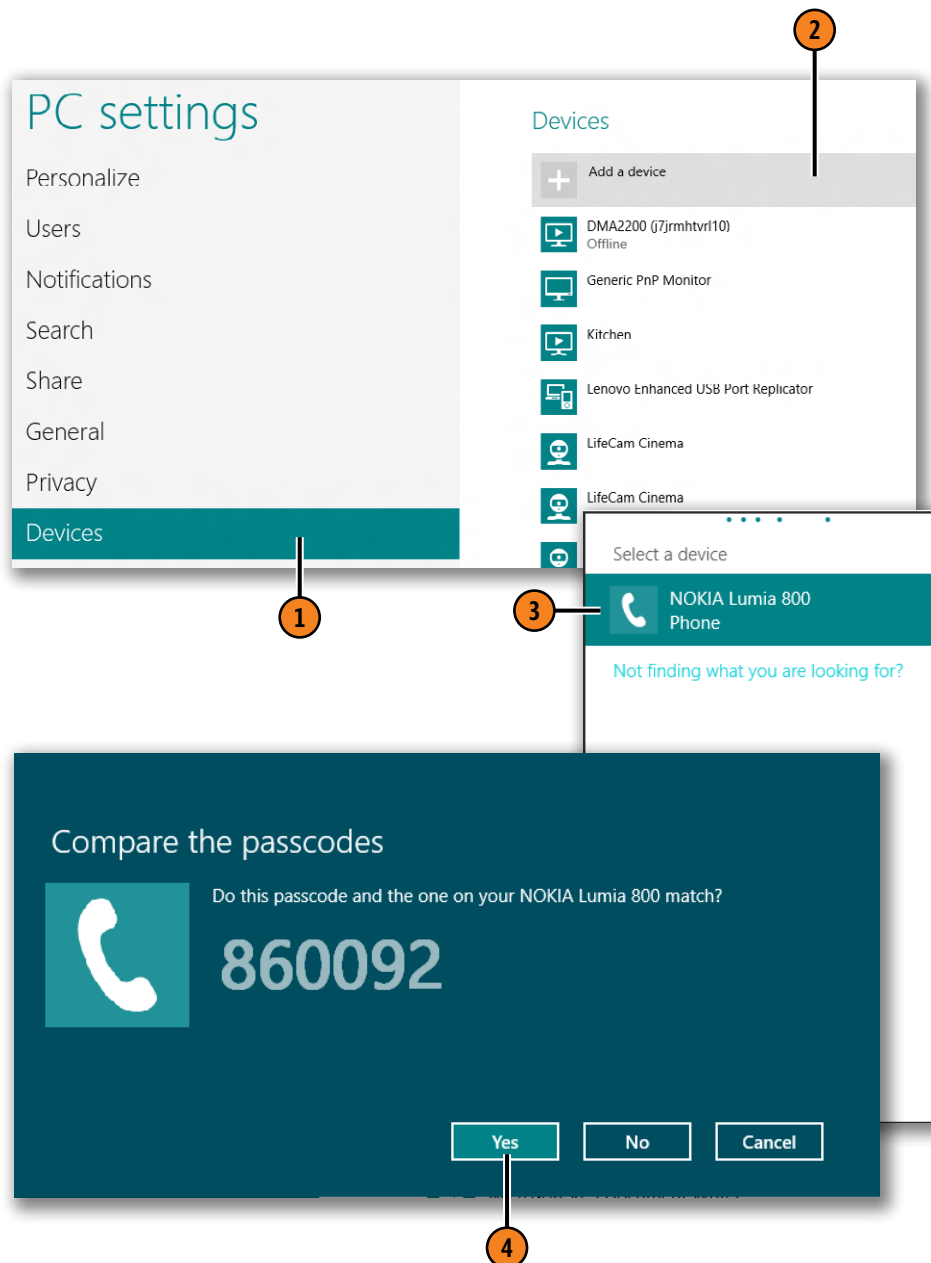 2
PC settings
Personalize
Users
Notifications
Search
Share
General
Privacy
Devices
1
Devices
Add a device
DMA2200 (j7jrmhtvrl10)
Offline
Generic PnP Monitor
Kitchen
Lenovo Enhanced USB Port Replicator
LifeCam Cinema
LifeCam Cinema
Select a device
3
NOKIA Lumia 800
Phone
Not finding what you are looking for?
Compare the passcodes
Do this passcode and the one on your NOKIA Lumia 800 match?
860092
Yes No Cancel
4